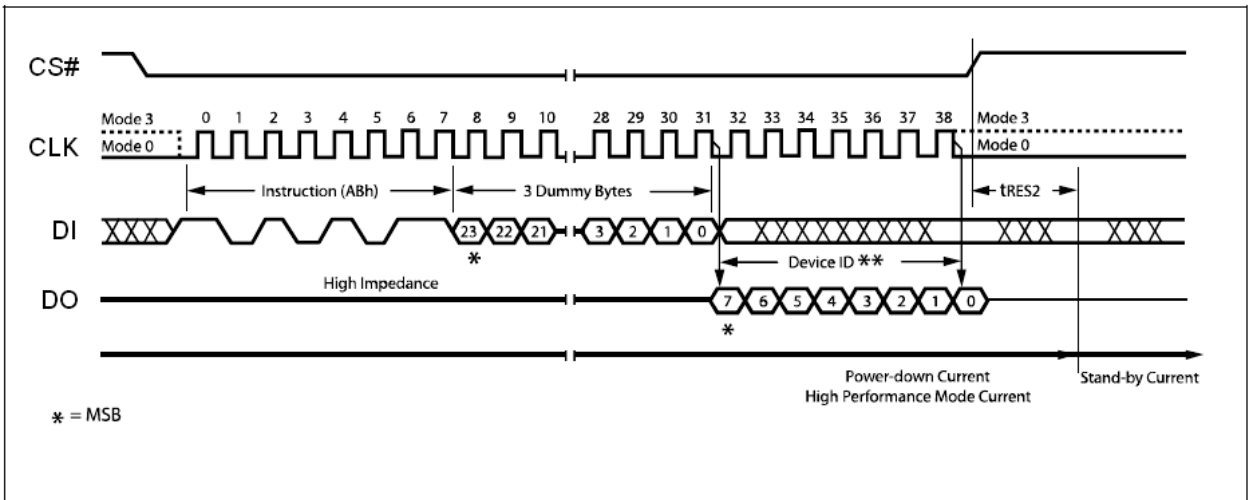 CS#
Mode 3 0 1 2 3 4 5 6 7 8 9 10 28 29 30 31 32 33 34 35 36 37 38 Mode 3
CLK Mode 0 Mode 0
Instruction (ABh) 3 Dummy Bytes tRES2
DI 23 22 21 3 2 1 0
* Device ID **
High Impedance
DO 7 6 5 4 3 2 1 0
*
Power-down Current Stand-by Current
High Performance Mode Current
* = MSB